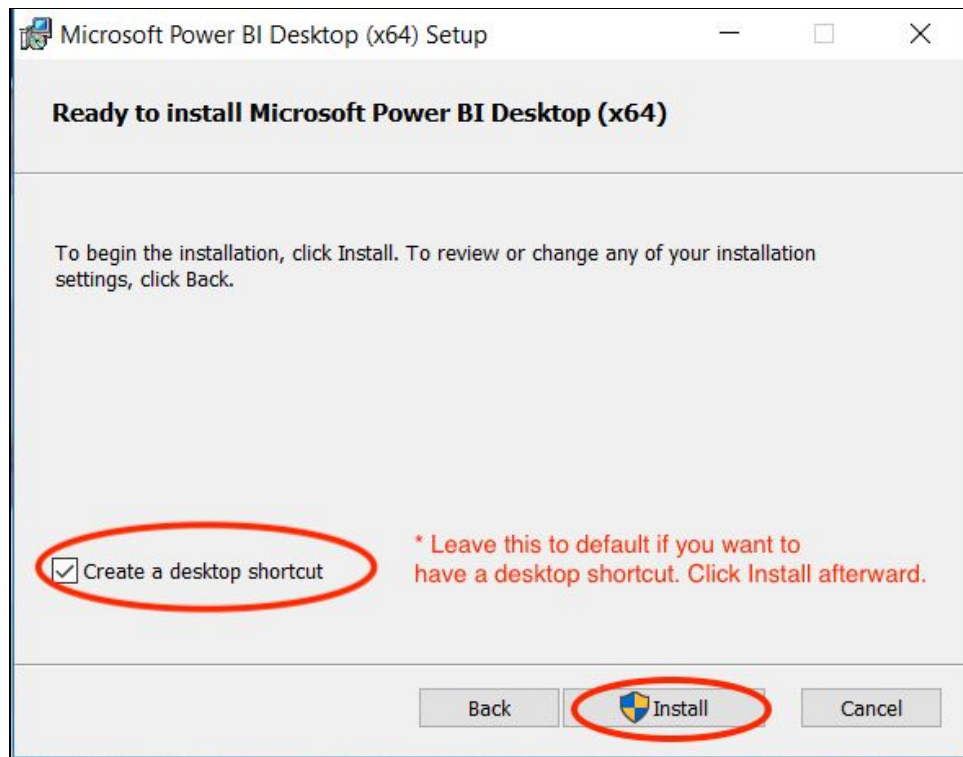 Microsoft Power BI Desktop (x64) Setup
Ready to install Microsoft Power BI Desktop (x64)
To begin the installation, click Install. To review or change any of your installation
settings, click Back.
* Leave this to default if you want to
Create a desktop shortcut
have a desktop shortcut. Click Install afterward.
Back
Install
Cancel